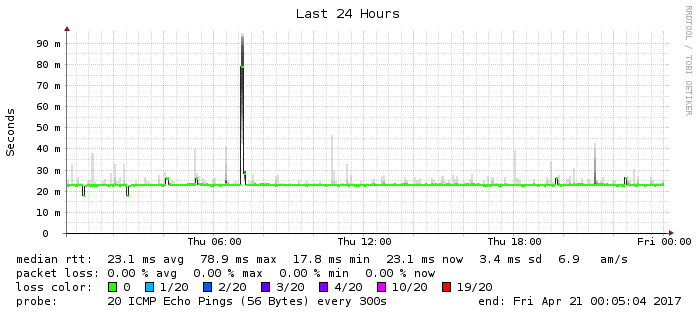 Last 24 Hours
RRDTOOL / TOBI OETIKER
Seconds
90 m
80 m
70 m
60 m
50 m
40 m
30 m
20 m
10 m
0
Thu 06:00 Thu 12:00 Thu 18:00 Fri 00:00
median rtt: 23.1 ms avg 78.9 ms max 17.8 ms min 23.1 ms now 3.4 ms sd 6.9 am/s
packet loss: 0.00 % avg 0.00 % max 0.00 % min 0.00 % now
loss color: 0 1/20 2/20 3/20 4/20 10/20 19/20
probe: 20 ICMP Echo Pings (56 Bytes) every 300s end: Fri Apr 21 00:05:04 2017